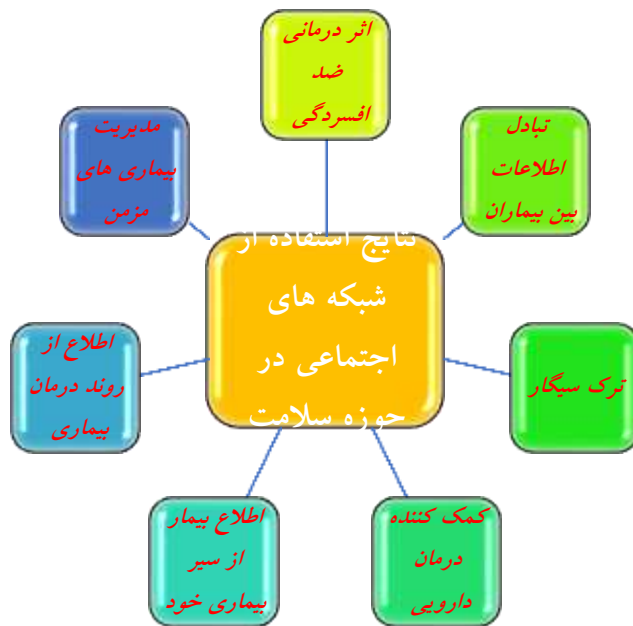 اثر درمانی
ضد
افسردگی
تبادل
اطلاعات
بین بیماران
ترک سیگار
کمک کننده
درمان
دارویی
اطلاع بیمار
از سیر
بیماری خود
اطلاع از
روند درمان
بیماری
مدیریت
بیماری های
مزمن
نتایج استفاده از
شبکه های
اجتماعی در
حوزه سلامت